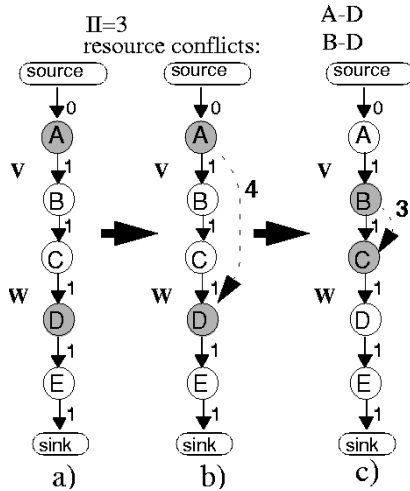 II=3
resource conflicts:
A-D
B-D
source
0
A
V
1
B
1
C
W
1
D
1
E
1
sink
a)
source
0
A
V
1
B
4
1
C
W
1
D
1
E
1
sink
b)
source
0
A
V
1
B
3
1
C
W
1
D
1
E
1
sink
c)